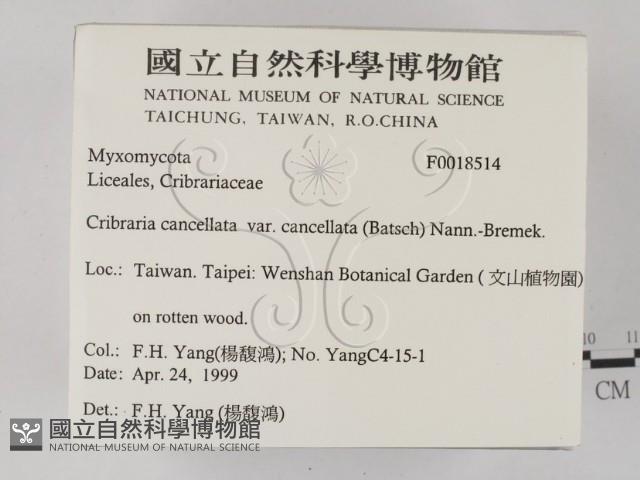 國立自然科學博物館
NATIONAL MUSEUM OF NATURAL SCIENCE
TAICHUNG, TAIWAN, R.O.CHINA
Myxomycota F0018514
Liceales, Cribrariaceae
Cribraria cancellata var. cancellata (Batsch) Nann.-Bremek.
Loc.: Taiwan. Taipei: Wenshan Botanical Garden ( 文山植物園)
on rotten wood.
Col.: F.H. Yang(楊馥鴻); No. YangC4-15-1
Date: Apr. 24, 1999
Det.: F.H. Yang (楊馥鴻)
10 11
CM
國立自然科學博物館
NATIONAL MUSEUM OF NATURAL SCIENCE